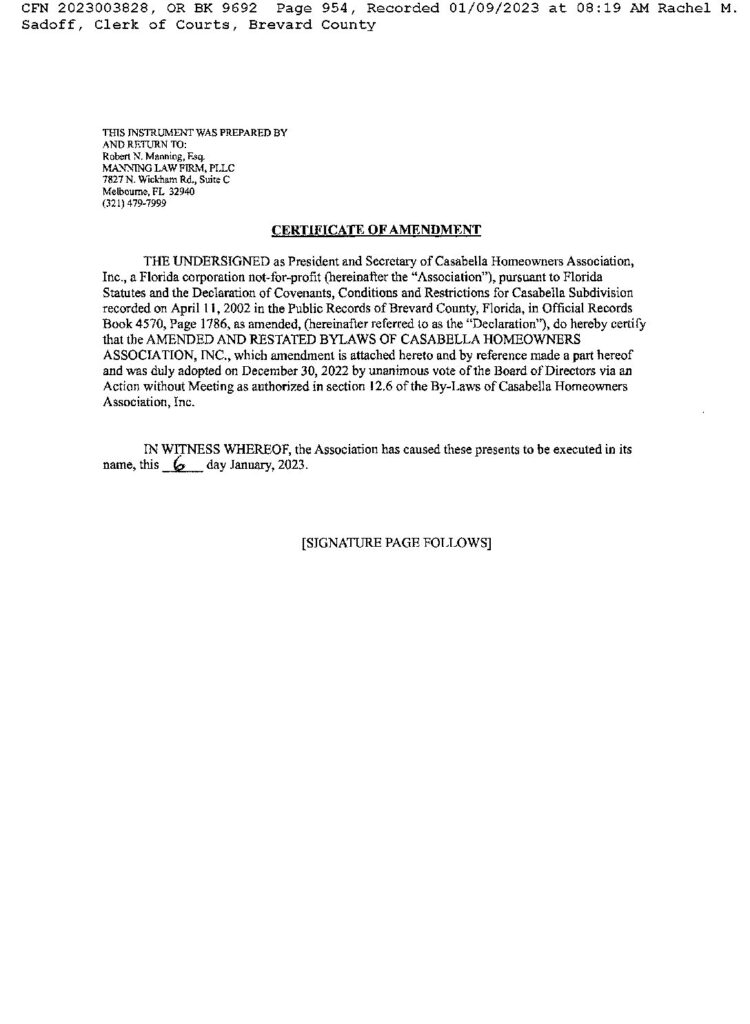 CFN 2023003828, OR BK 9692 Page 954, Recorded 01/09/2023 at 08:19 AM Rachel M.
Sadoff, Clerk of Courts, Brevard County
THIS INSTRUMENT WAS PREPARED BY
AND RETURN TO:
Robert N. Manning, Esq.
MANNING LAW FIRM, PLLC
7827 N. Wickham Rd., Suite C
Melbourne, FL 32940
(321) 479-7999
CERTIFICATE OF AMENDMENT
THE UNDERSIGNED as President and Secretary of Casabella Homeowners Association,
Inc., a Florida corporation not-for-profit (hereinafter the “Association”), pursuant to Florida
Statutes and the Declaration of Covenants, Conditions and Restrictions for Casabella Subdivision
recorded on April 11, 2002 in the Public Records of Brevard County, Florida, in Official Records
Book 4570, Page 1786, as amended, (hereinafter referred to as the “Declaration”), do hereby certify
that the AMENDED AND RESTATED BYLAWS OF CASABELLA HOMEOWNERS
ASSOCIATION, INC., which amendment is attached hereto and by reference made a part hereof
and was duly adopted on December 30, 2022 by unanimous vote of the Board of Directors via an
Action without Meeting as authorized in section 12.6 of the By-Laws of Casabella Homeowners
Association, Inc.
IN WITNESS WHEREOF, the Association has caused these presents to be executed in its
name, this 6 day January, 2023.
[SIGNATURE PAGE FOLLOWS]